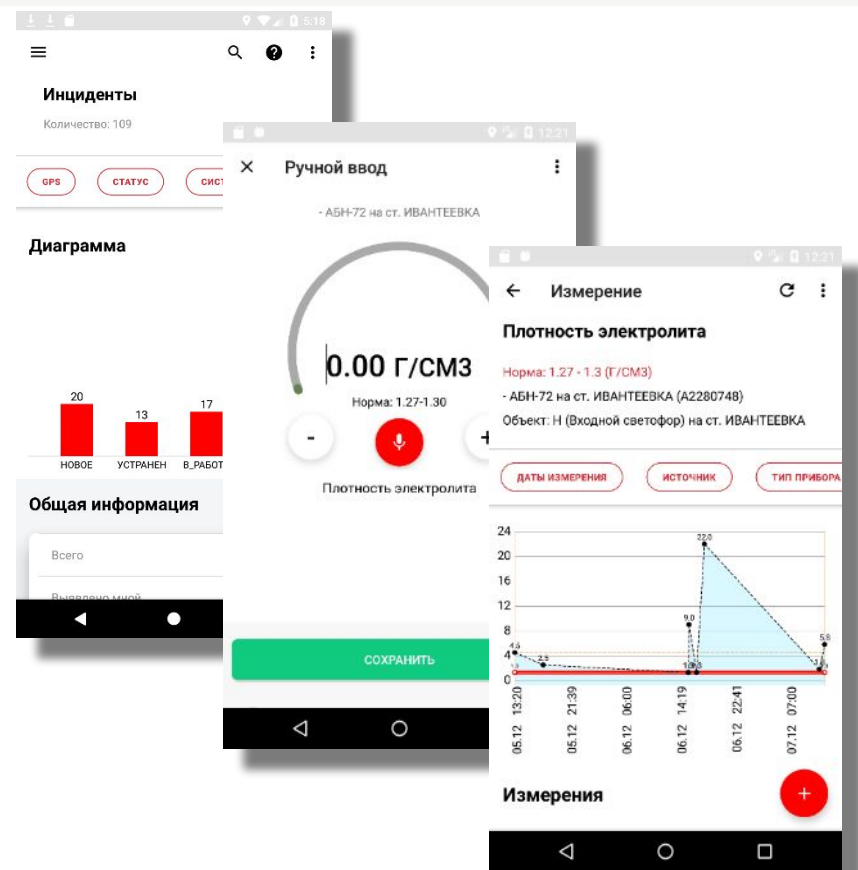 5:18
Инциденты
Количество: 109
GPS
СТАТУС
СИСТ
Диаграмма
20
13
17
НОВОЕ
УСТРАНЕН
В_РАБОТ
Общая информация
Всего
Выявлено мной
12:21
Ручной ввод
- АБН-72 на ст. ИВАНТЕЕВКА
0.00 Г/СМ3
Норма: 1.27-1.30
-
+
Плотность электролита
СОХРАНИТЬ
12:21
Измерение
Плотность электролита
Норма: 1.27 - 1.3 (Г/СМ3)
- АБН-72 на ст. ИВАНТЕЕВКА (A2280748)
Объект: Н (Входной светофор) на ст. ИВАНТЕЕВКА
ДАТЫ ИЗМЕРЕНИЯ
ИСТОЧНИК
ТИП ПРИБОРА
24
20
16
12
8
4
0
4.5
2.5
9.0
22.0
5.8
05.12 13:20
05.12 21:39
06.12 06:00
06.12 14:19
06.12 22:41
07.12 07:00
Измерения
+